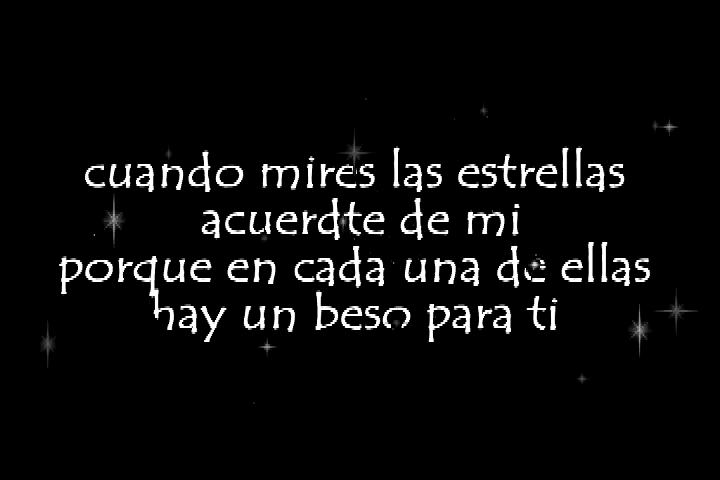 cuando mires las estrellas
acuerdte de mi
porque en cada una de ellas
hay un beso para ti